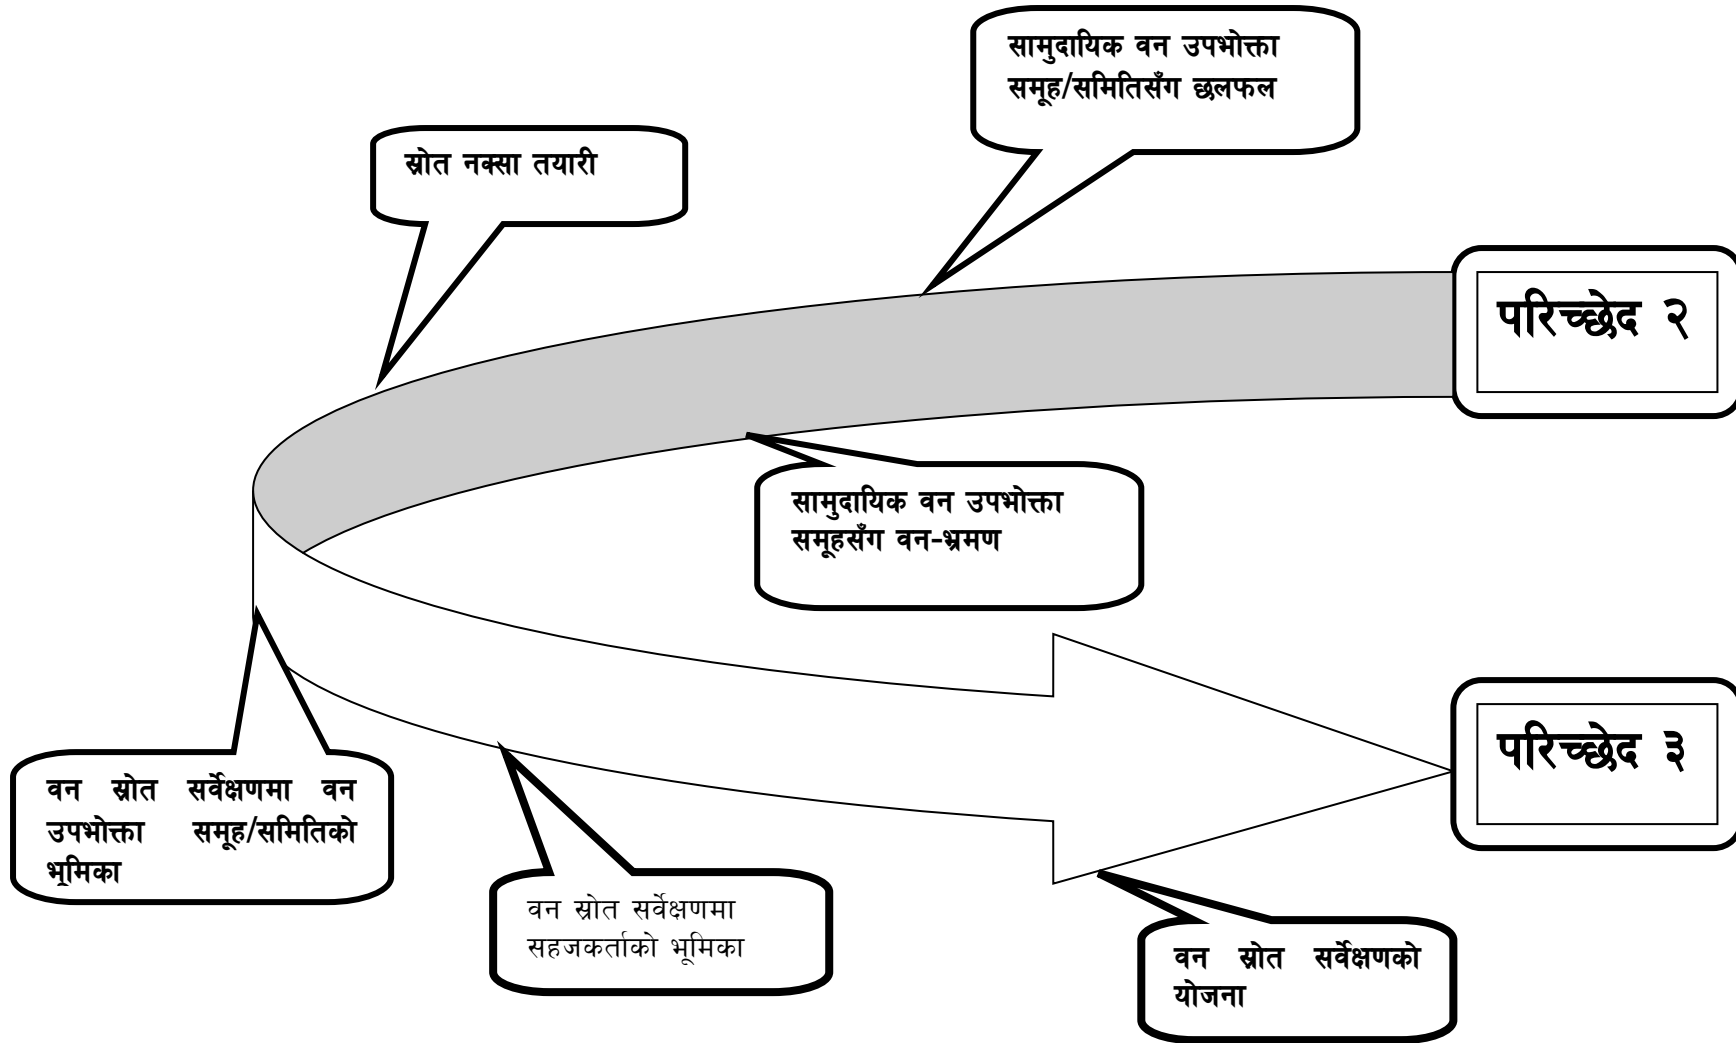 सामुदायिक वन उपभोक्ता
समूह/समितिसँग छलफल
स्रोत नक्सा तयारी
परिच्छेद २
सामुदायिक वन उपभोक्ता
समूहसँग वन-भ्रमण
परिच्छेद ३
वन स्रोत सर्वेक्षणमा वन
उपभोक्ता समूह/समितिको
भूमिका
वन स्रोत सर्वेक्षणमा
सहजकर्ताको भूमिका
वन स्रोत सर्वेक्षणको
योजना